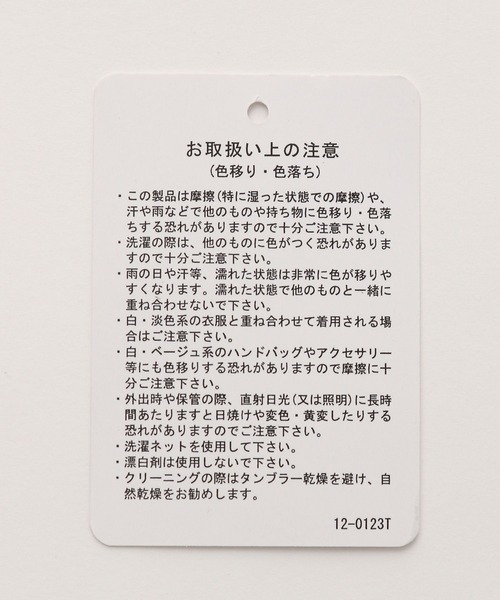 お取扱い上の注意
(色移り・色落ち)
・この製品は摩擦(特に湿った状態での摩擦)や、
汗や雨などで他のものや持ち物に色移り・色落
ちする恐れがありますので十分ご注意下さい。
・洗濯の際は、他のものに色がつく恐れがありま
すので十分ご注意下さい。
・雨の日や汗等、濡れた状態は非常に色が移りや
すくなります。濡れた状態で他のものと一緒に
重ね合わせないで下さい。
・白・淡色系の衣服と重ね合わせて着用される場
合はご注意下さい。
・白・ベージュ系のハンドバッグやアクセサリー
等にも色移りする恐れがありますので摩擦に十
分ご注意下さい。
・外出時や保管の際、直射日光(又は照明)に長時
間あたりますと日焼けや変色・黄変したりする
恐れがありますのでご注意下さい。
・洗濯ネットを使用して下さい。
・漂白剤は使用しないで下さい。
・クリーニングの際はタンブラー乾燥を避け、自
然乾燥をお勧めします。
12-0123T